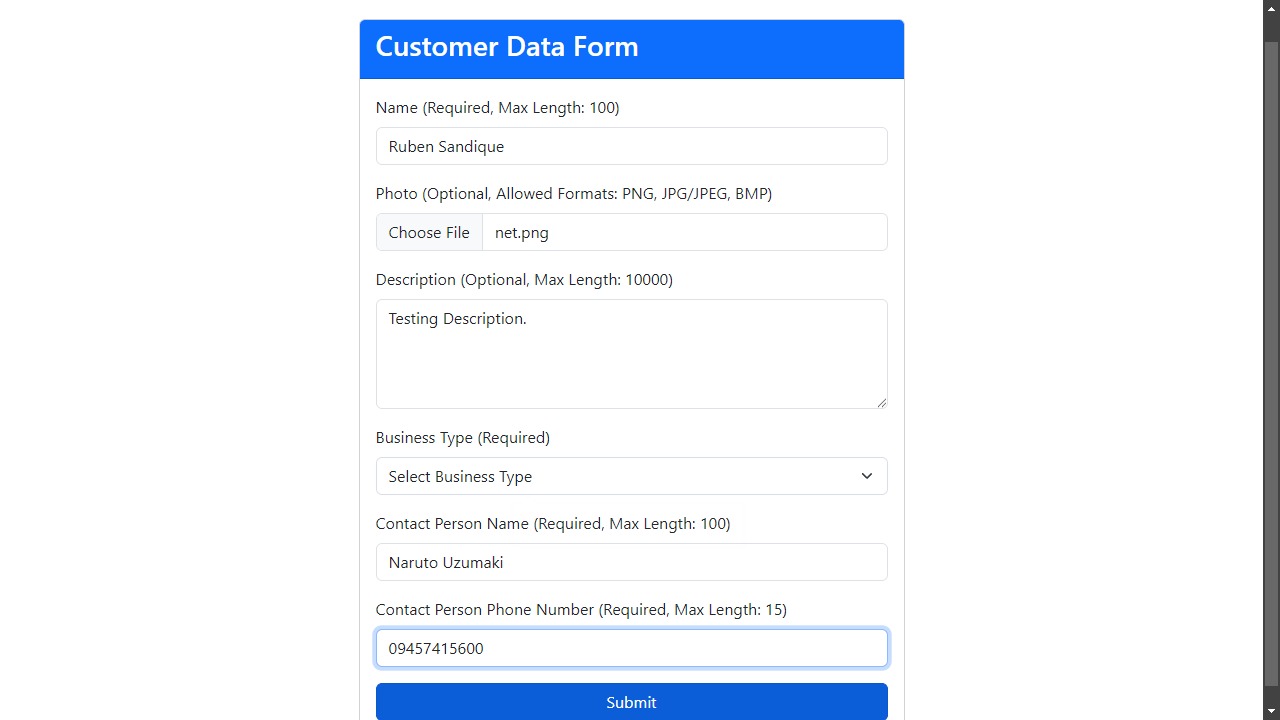 Customer Data Form
Name (Required, Max Length: 100)
Ruben Sandique
Photo (Optional, Allowed Formats: PNG, JPG/JPEG, BMP)
Choose File net.png
Description (Optional, Max Length: 10000)
Testing Description.
Business Type (Required)
Select Business Type
Contact Person Name (Required, Max Length: 100)
Naruto Uzumaki
Contact Person Phone Number (Required, Max Length: 15)
09457415600
Submit